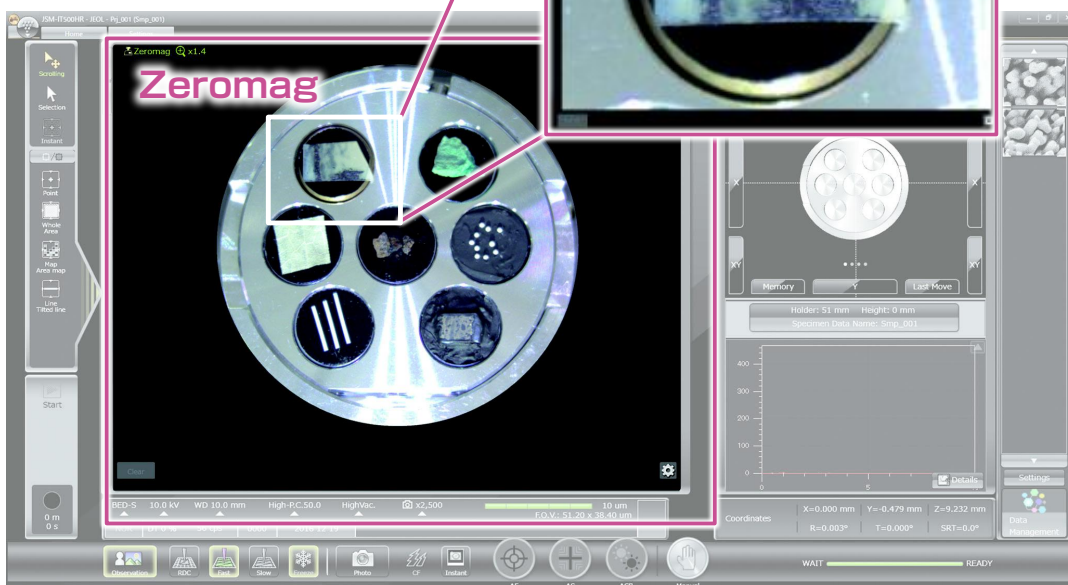 JSM-IT500HR - JEOL - Prj_001 (Smp_001)
Home
Zeromag x1.4
Zeromag
Scrolling
Selection
Instant
Point
Whole
Area
Map
Area map
Line
Tilted line
Start
0 m
0 s
Clear
X
X
XY
XY
Memory
Y
Last Move
Holder: 51 mm Height: 0 mm
Specimen Data Name: Smp_001
400
300
200
100
0
0
5
Details
Settings
Data
Management
BED-S 10.0 kV WD 10.0 mm High-P.C.50.0 HighVac. x2,500 10 um
F.O.V.: 51.20 x 38.40 um
Coordinates
X=0.000 mm Y=-0.479 mm Z=9.232 mm
R=0.003° T=0.000° SRT=0.0°
Observation
RDC
Fast
Slow
Freeze
Photo
CF
Instant
WAIT
READY